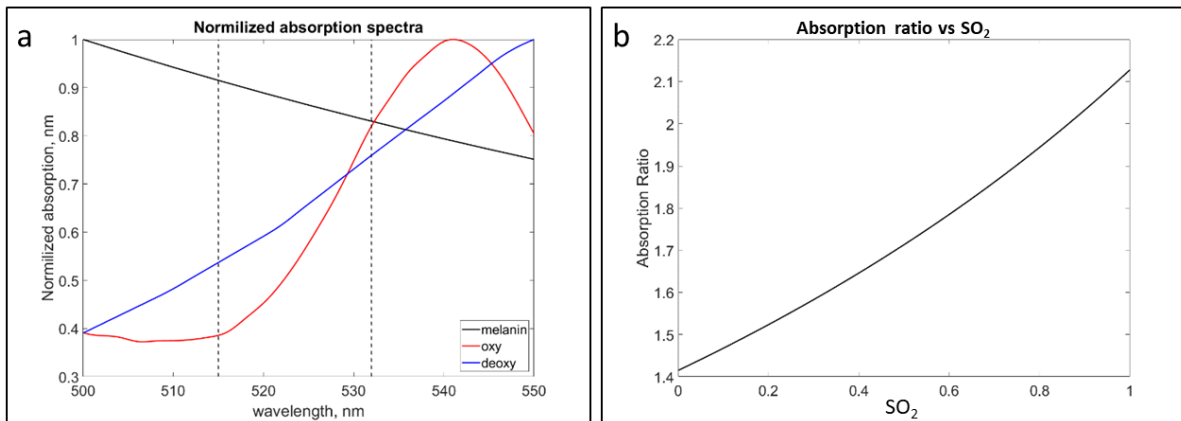 a
Normilized absorption spectra
1
0.9
0.8
0.7
0.6
0.5
0.4
0.3
Normilized absorption, nm
500
510
520
530
540
550
wavelength, nm
melanin
oxy
deoxy
b
Absorption ratio vs SO₂
2.2
2.1
2
1.9
1.8
1.7
1.6
1.5
1.4
Absorption Ratio
0
0.2
0.4
0.6
0.8
1
SO₂